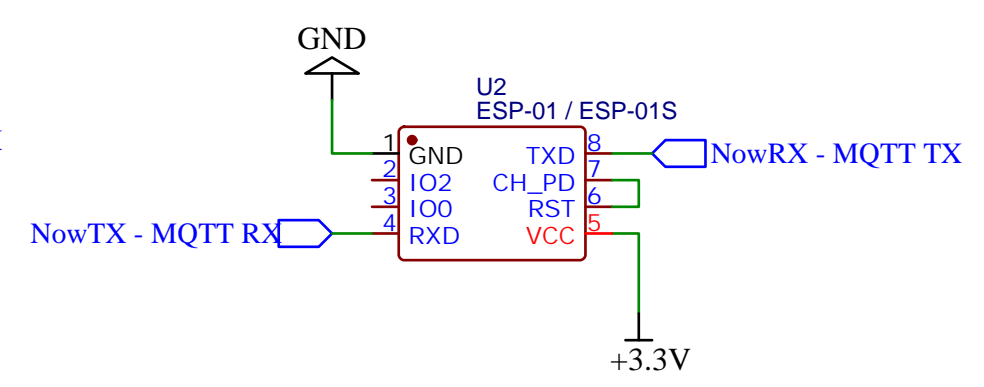 GND
U2
ESP-01 / ESP-01S
1 GND TXD 8 NowRX - MQTT TX
2 IO2 CH_PD 7
3 IO0 RST 6
NowTX - MQTT RX 4 RXD VCC 5
+3.3V